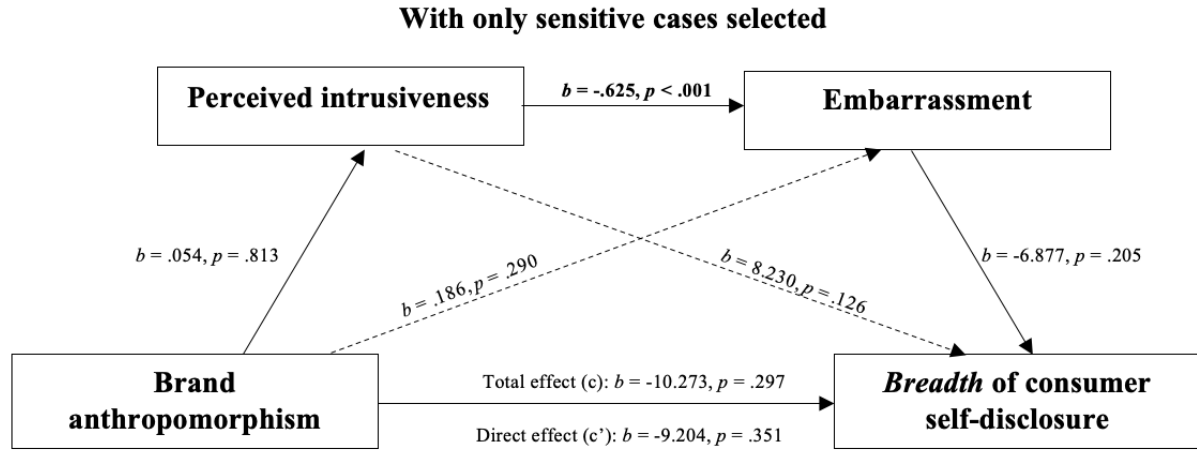 With only sensitive cases selected
Perceived intrusiveness
b = -.625, p < .001
Embarrassment
b = .054, p = .813
b = .186, p = .290
b = 8.230, p = .126
b = -6.877, p = .205
Brand
anthropomorphism
Total effect (c): b = -10.273, p = .297
Direct effect (c’): b = -9.204, p = .351
Breadth of consumer
self-disclosure